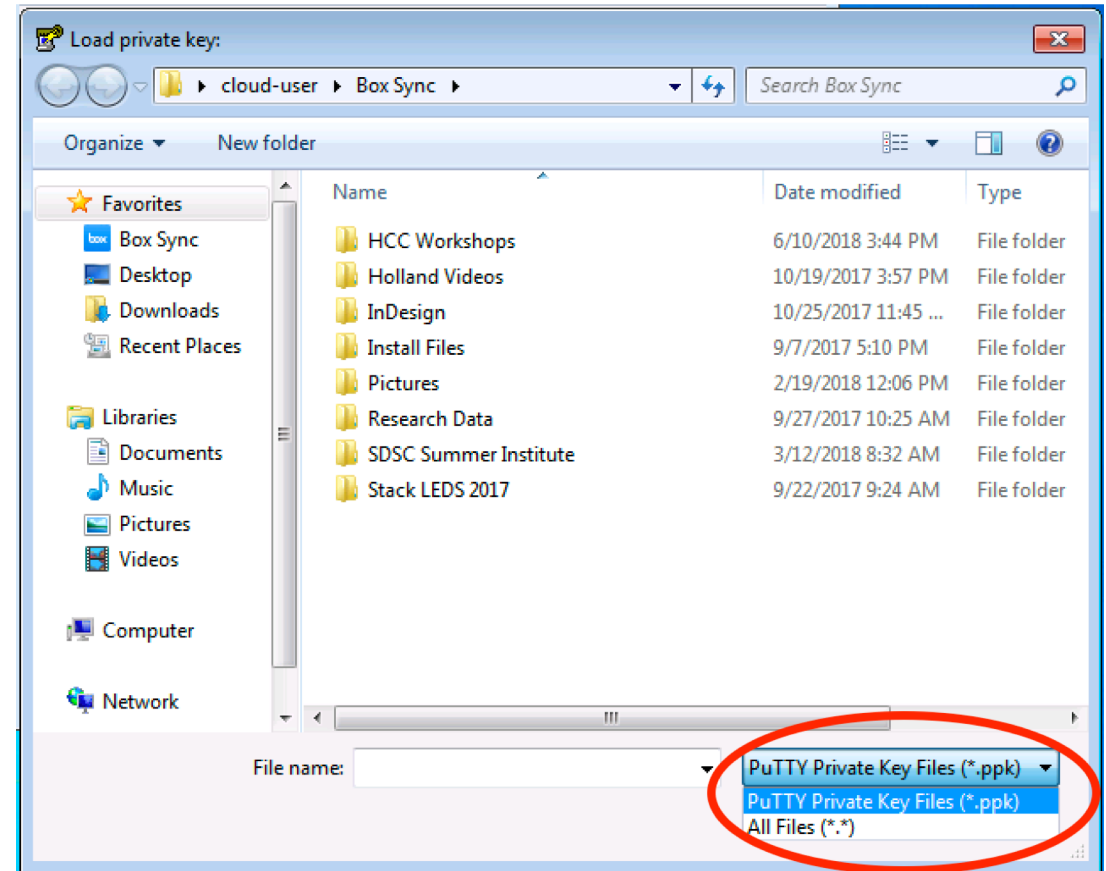 Load private key:
cloud-user Box Sync
Search Box Sync
Organize New folder
Favorites
box Box Sync
Desktop
Downloads
Recent Places
Libraries
Documents
Music
Pictures
Videos
Computer
Network
Name Date modified Type
HCC Workshops 6/10/2018 3:44 PM File folder
Holland Videos 10/19/2017 3:57 PM File folder
InDesign 10/25/2017 11:45 ... File folder
Install Files 9/7/2017 5:10 PM File folder
Pictures 2/19/2018 12:06 PM File folder
Research Data 9/27/2017 10:25 AM File folder
SDSC Summer Institute 3/12/2018 8:32 AM File folder
Stack LEDS 2017 9/22/2017 9:24 AM File folder
File name:
PuTTY Private Key Files (*.ppk)
PuTTY Private Key Files (*.ppk)
All Files (*.*)